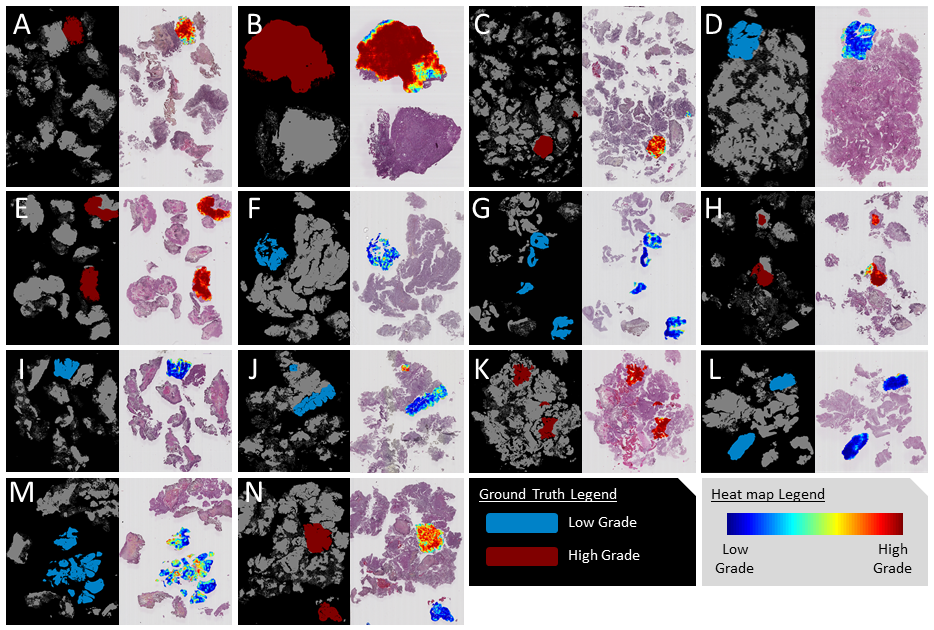 A
B
C
D
E
F
G
H
I
J
K
L
M
N
Ground Truth Legend
Low Grade
High Grade
Heat map Legend
Low Grade
High Grade